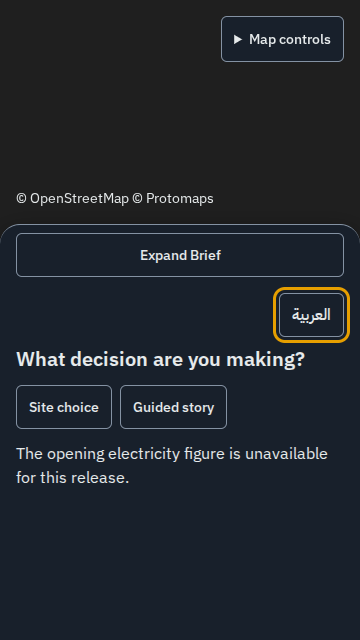 Map controls
© OpenStreetMap © Protomaps
Expand Brief
العربية
What decision are you making?
Site choice
Guided story
The opening electricity figure is unavailable
for this release.